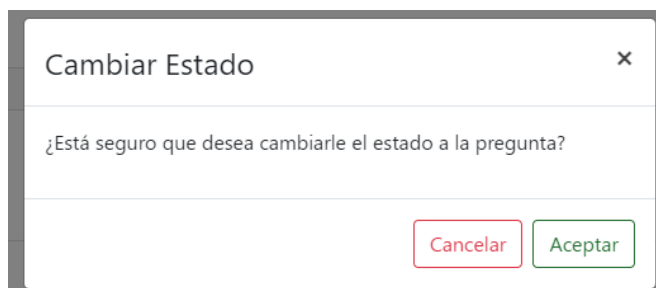 Cambiar Estado
¿Está seguro que desea cambiarle el estado a la pregunta?
Cancelar Aceptar